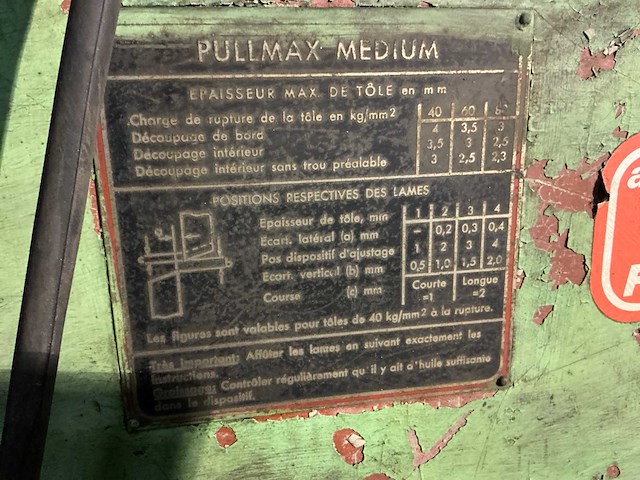 PULLMAX MEDIUM
EPAISSEUR MAX. DE TÔLE en mm
Charge de rupture de la tôle en kg/mm2 40 60 80
Découpage de bord 4 3,5 3
Découpage intérieur 3,5 3 2,5
Découpage intérieur sans trou préalable 3 2,5 2,3
POSITIONS RESPECTIVES DES LAMES
Epaisseur de tôle, mm 1 2 3 4
Ecart. latéral (a) mm – 0,2 0,3 0,4
Pas dispositif d'ajustage 1 2 3 4
Ecart. vertical (b) mm 0,5 1,0 1,5 2,0
Course (c) mm Courte =1 Longue =2
Les figures sont valables pour tôles de 40 kg/mm2 à la rupture.
Très important: Affûter les lames en suivant exactement les
instructions.
Graissage: Contrôler régulièrement qu'il y ait d'huile suffisante
dans le dispositif.